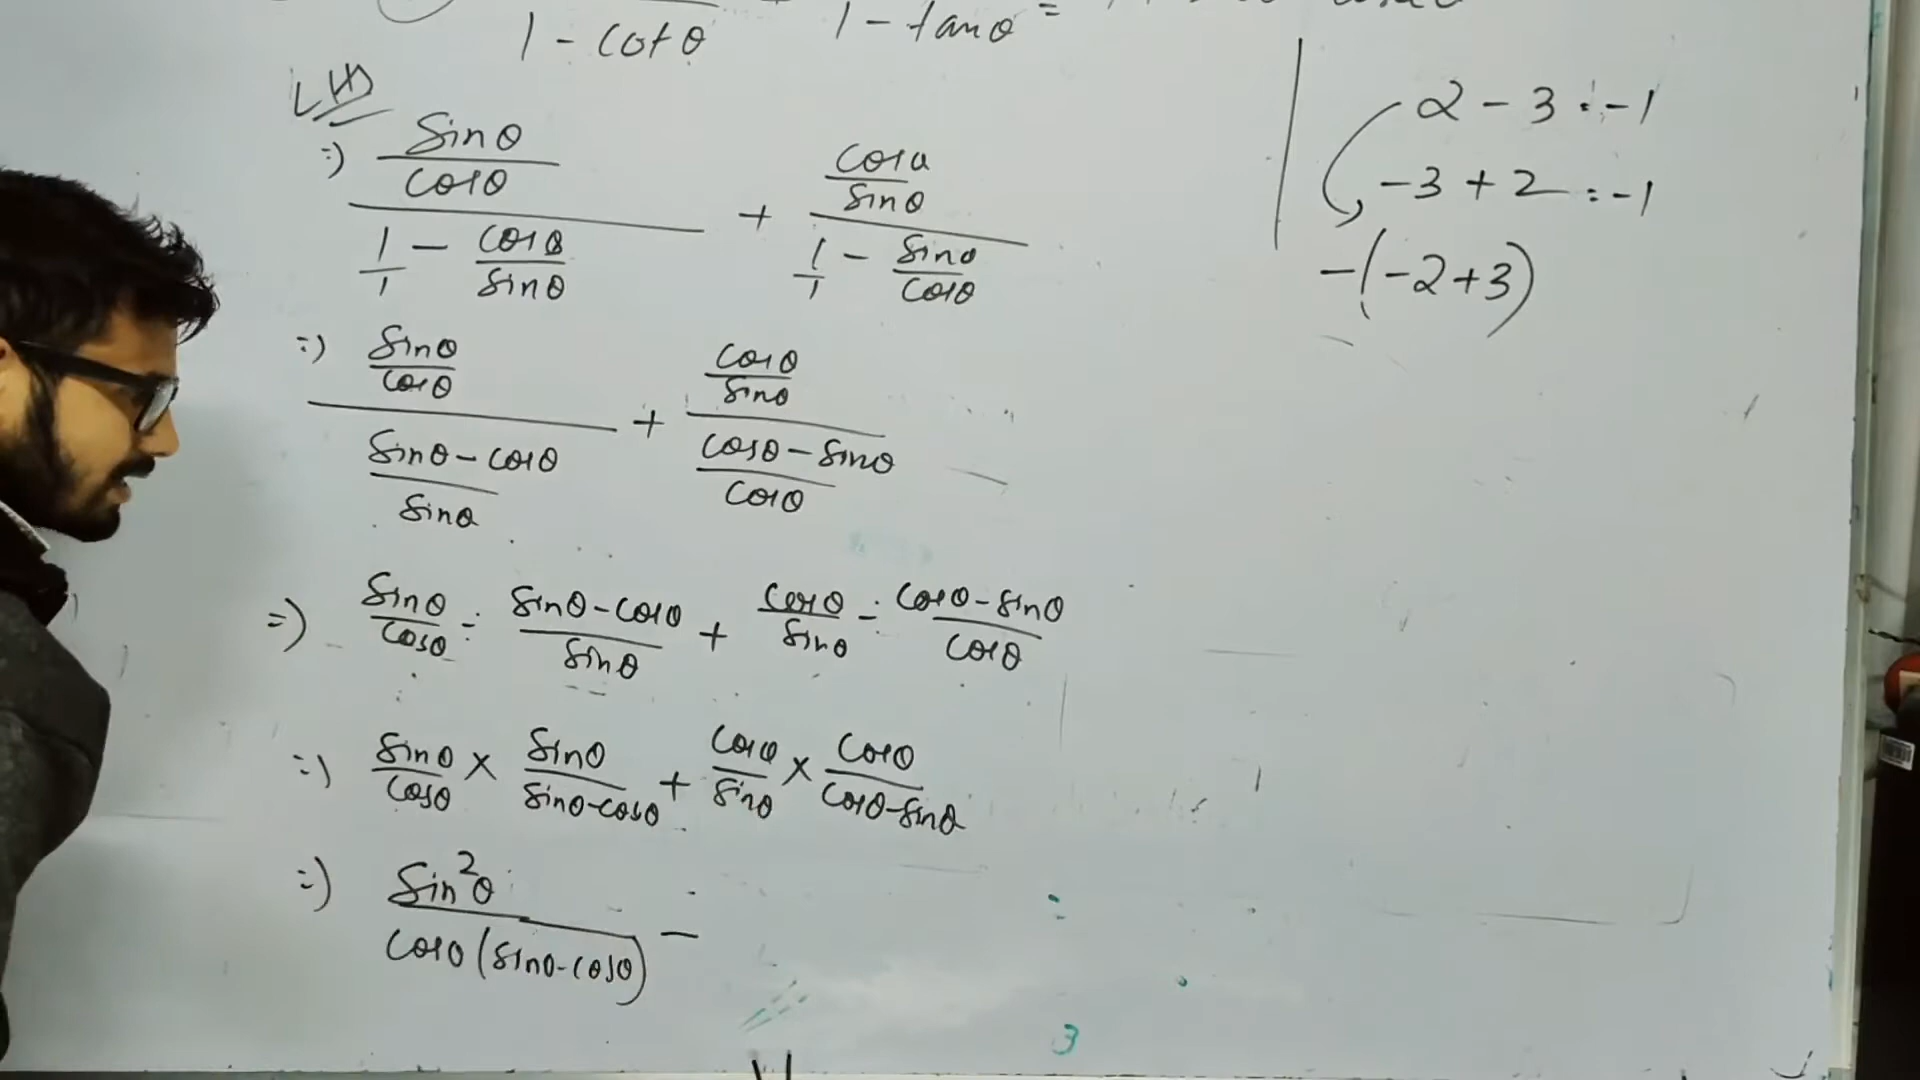 1 - cotθ   1 - tanθ =
LHS
=) sinθ/cosθ / 1/1 - cosθ/sinθ + cosθ/sinθ / 1/1 - sinθ/cosθ
=) sinθ/cosθ / sinθ - cosθ/sinθ + cosθ/sinθ / cosθ - sinθ/cosθ
=) sinθ/cosθ ÷ sinθ - cosθ/sinθ + cosθ/sinθ ÷ cosθ - sinθ/cosθ
=) sinθ/cosθ × sinθ/sinθ-cosθ + cosθ/sinθ × cosθ/cosθ-sinθ
=) sin²θ/cosθ(sinθ-cosθ) -
2 - 3 = -1
-3 + 2 = -1
-(-2+3)
3